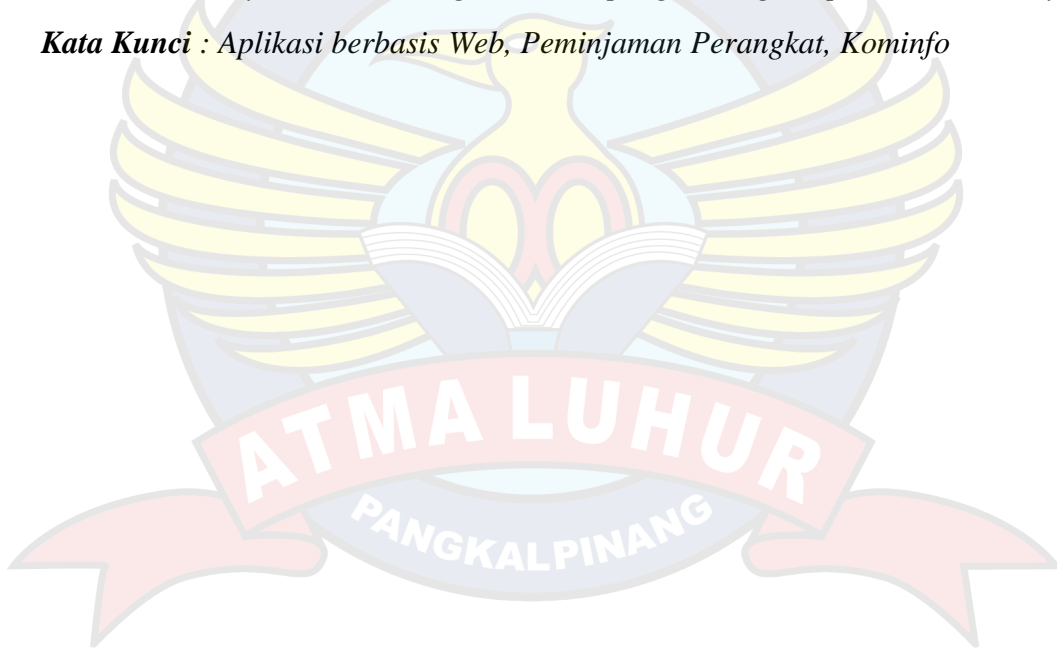 Kata Kunci : Aplikasi berbasis Web, Peminjaman Perangkat, Kominfo
ATMA LUHUR
PANGKALPINANG